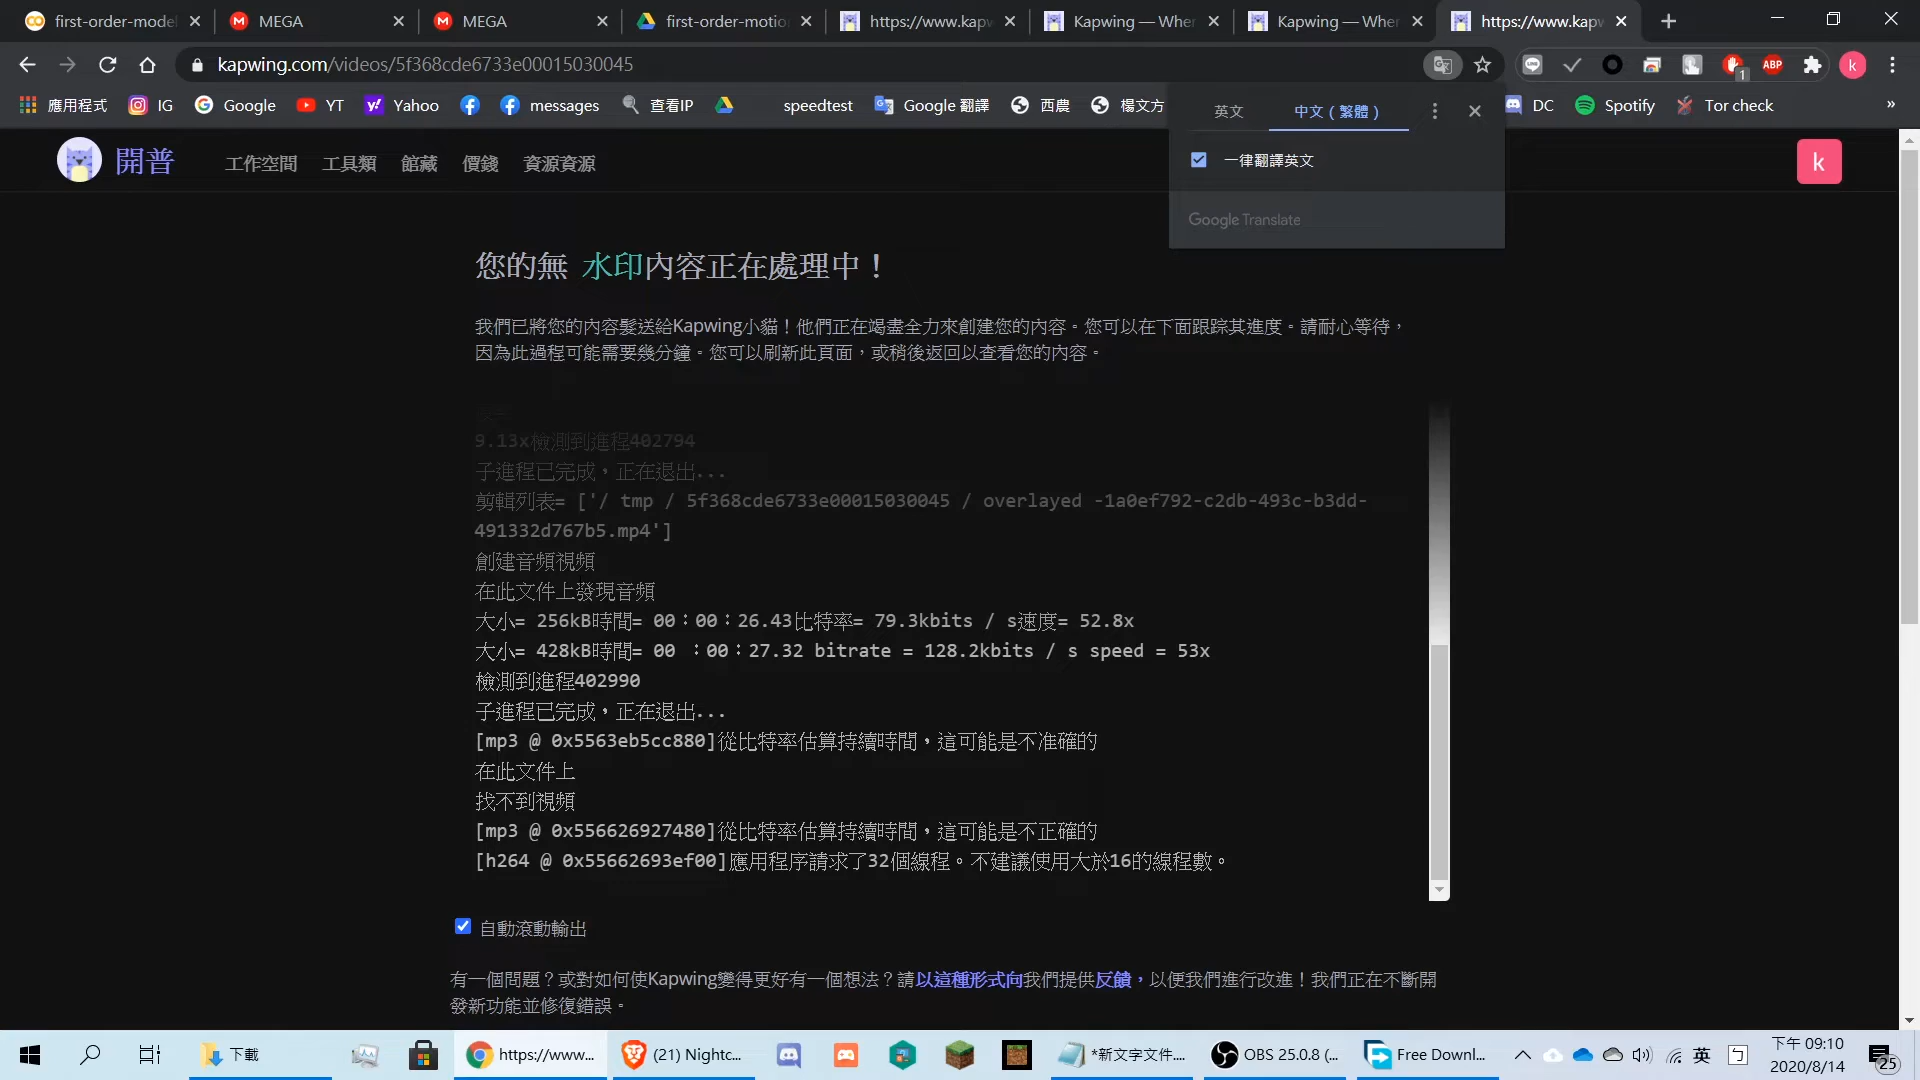 first-order-model
MEGA
MEGA
first-order-motio
https://www.kapw
Kapwing — Wher
Kapwing — Wher
https://www.kapw
kapwing.com/videos/5f368cde6733e00015030045
1
ABP
k
應用程式
IG
Google
YT
Yahoo
messages
查看IP
speedtest
Google 翻譯
西農
楊文方
DC
Spotify
Tor check
»
英文
中文（繁體）
一律翻譯英文
Google Translate
開普
工作空間
工具類
館藏
價錢
資源資源
k
您的無 水印內容正在處理中！
我們已將您的內容髮送給Kapwing小貓！他們正在竭盡全力來創建您的內容。您可以在下面跟踪其進度。請耐心等待，
因為此過程可能需要幾分鐘。您可以刷新此頁面，或稍後返回以查看您的內容。
9.13x檢測到進程402794
子進程已完成，正在退出...
剪輯列表= ['/ tmp / 5f368cde6733e00015030045 / overlayed -1a0ef792-c2db-493c-b3dd-
491332d767b5.mp4']
創建音頻視頻
在此文件上發現音頻
大小= 256kB時間= 00：00：26.43比特率= 79.3kbits / s速度= 52.8x
大小= 428kB時間= 00 ：00：27.32 bitrate = 128.2kbits / s speed = 53x
檢測到進程402990
子進程已完成，正在退出...
[mp3 @ 0x5563eb5cc880]從比特率估算持續時間，這可能是不准確的
在此文件上
找不到視頻
[mp3 @ 0x556626927480]從比特率估算持續時間，這可能是不正確的
[h264 @ 0x55662693ef00]應用程序請求了32個線程。不建議使用大於16的線程數。
自動滾動輸出
有一個問題？或對如何使Kapwing變得更好有一個想法？請以這種形式向我們提供反饋，以便我們進行改進！我們正在不斷開
發新功能並修復錯誤。
下載
https://www...
(21) Nightc...
*新文字文件....
OBS 25.0.8 (...
Free Downl...
英
下午 09:10
2020/8/14
25